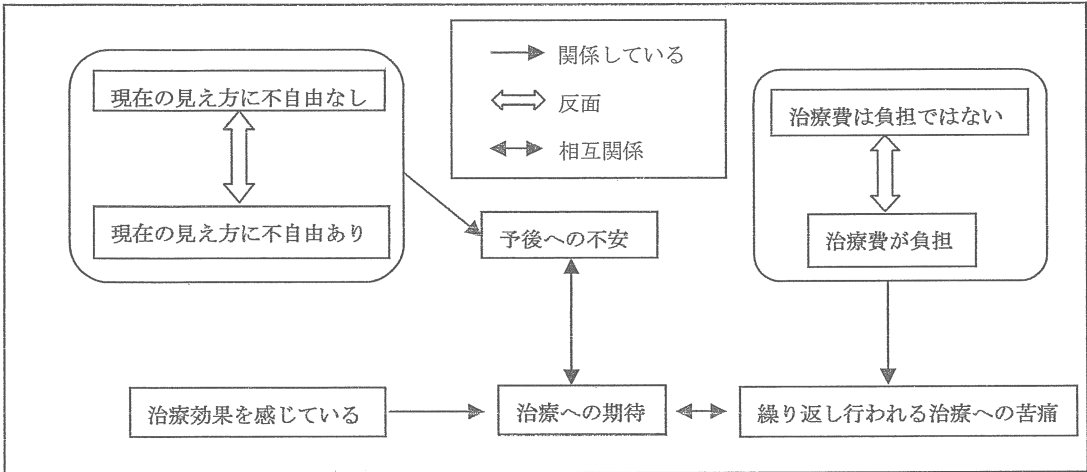 現在の見え方に不自由なし
現在の見え方に不自由あり
関係している
反面
相互関係
治療費は負担ではない
治療費が負担
予後への不安
治療効果を感じている
治療への期待
繰り返し行われる治療への苦痛